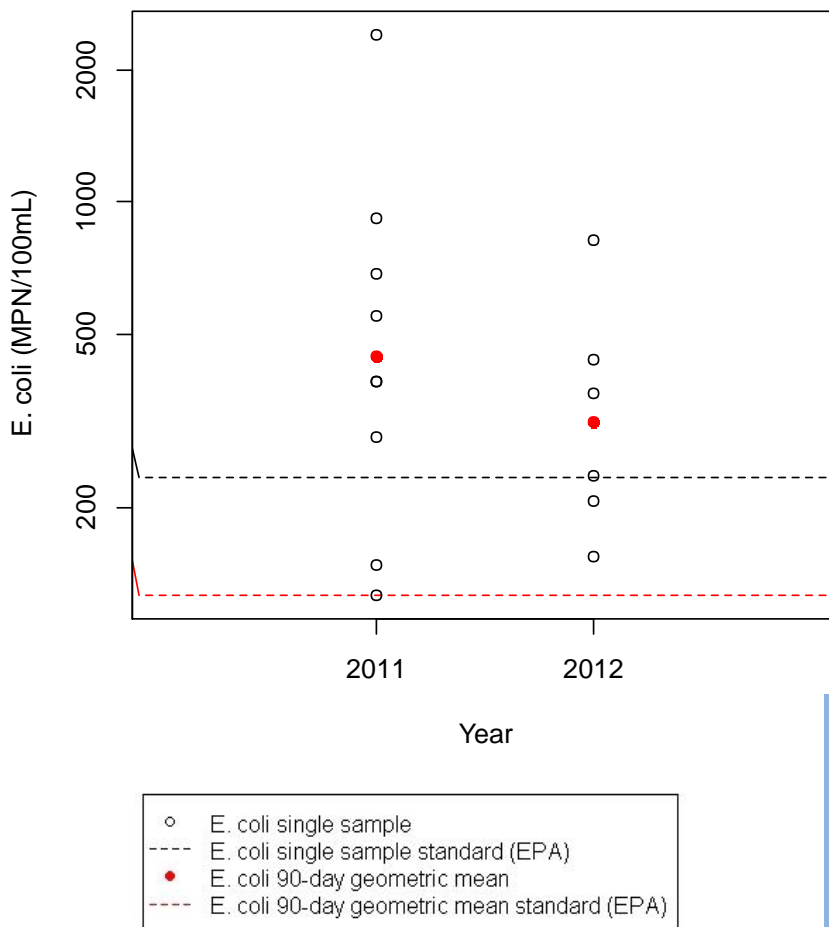 2000
1000
500
200
E. coli (MPN/100mL)
2011 2012
Year
E. coli single sample
E. coli single sample standard (EPA)
E. coli 90-day geometric mean
E. coli 90-day geometric mean standard (EPA)